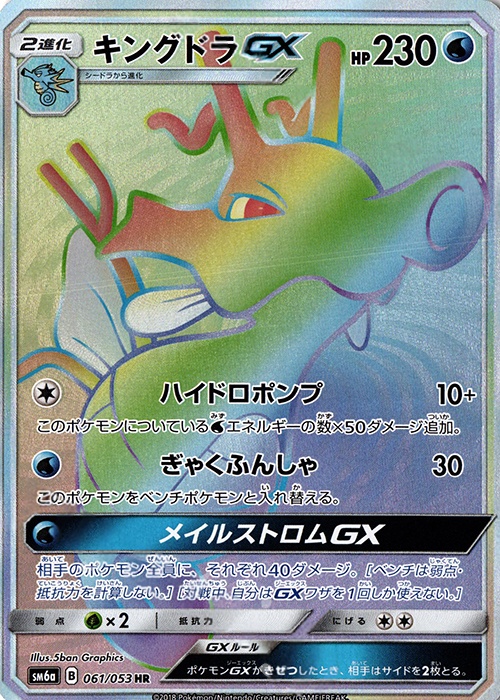 2進化 キングドラGX HP230
シードラから進化
ハイドロポンプ 10+
このポケモンについているエネルギーの数×50ダメージ追加。
ぎゃくふんしゃ 30
このポケモンをベンチポケモンと入れ替える。
メイルストロムGX
相手のポケモン全員に、それぞれ40ダメージ。[ベンチは弱点・
抵抗力を計算しない。][対戦中、自分はGXワザを1回しか使えない。]
弱点 ×2 抵抗力 にげる
GXルール
Illus.5ban Graphics
ポケモンGXがきぜつしたとき、相手はサイドを2枚とる。
SM6a B 061/053 HR
©2018 Pokémon/Nintendo/Creatures/GAMEFREAK.